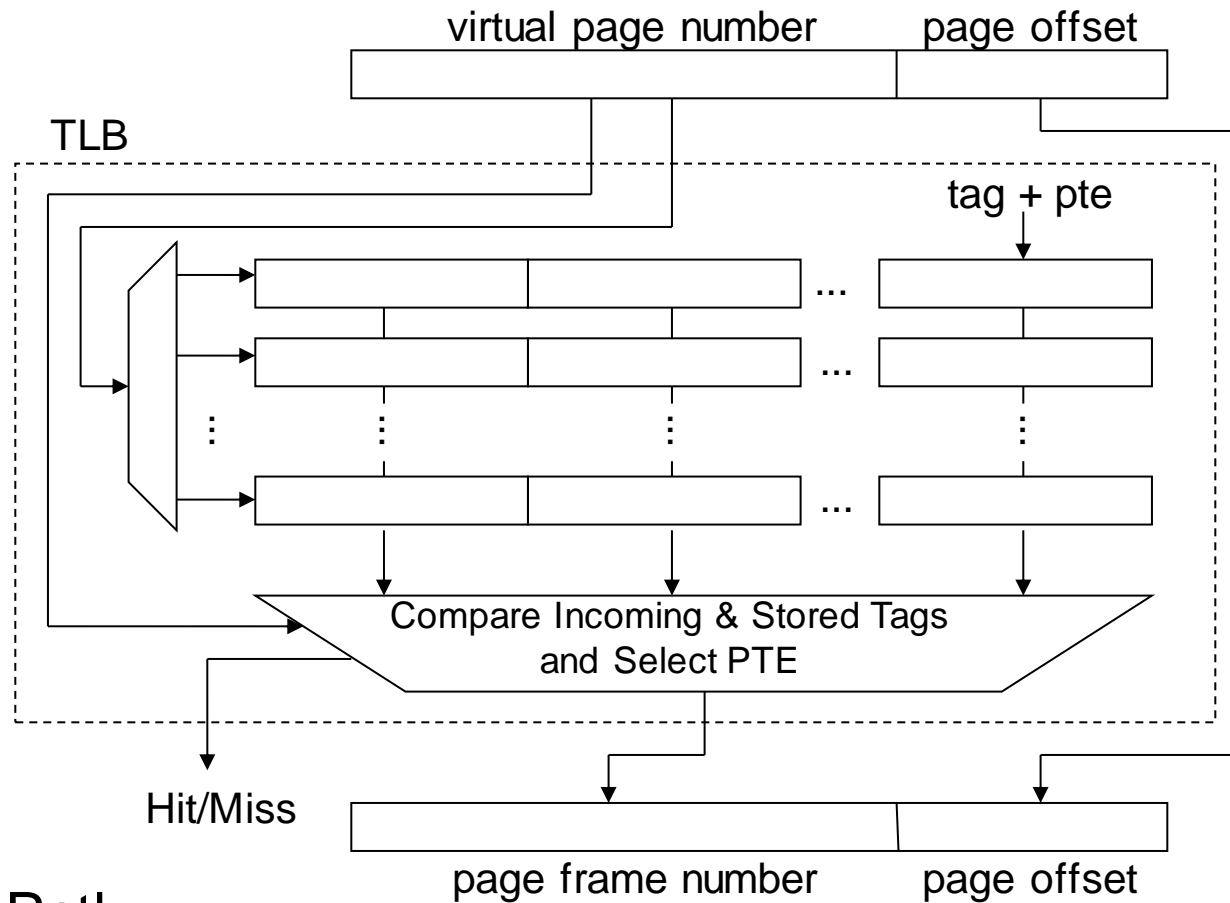 virtual page number page offset
TLB
tag + pte
...
...
...
Compare Incoming & Stored Tags
and Select PTE
Hit/Miss
page frame number page offset